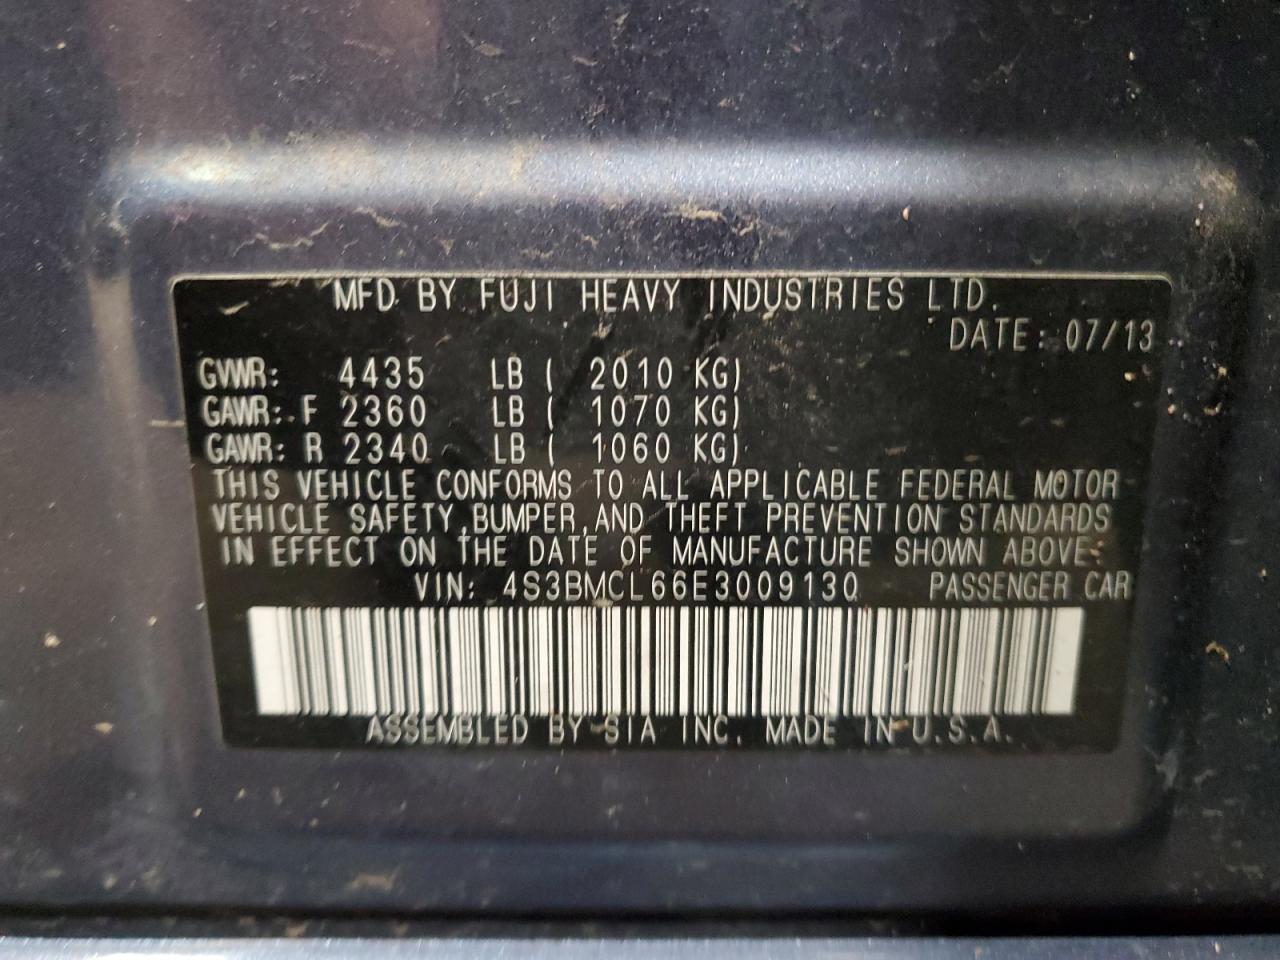 MFD. BY FUJI HEAVY INDUSTRIES LTD.
DATE: 07/13
GVWR: 4435 LB ( 2010 KG)
GAWR: F 2360 LB ( 1070 KG)
GAWR: R 2340 LB ( 1060 KG)
THIS VEHICLE CONFORMS TO ALL APPLICABLE FEDERAL MOTOR
VEHICLE SAFETY,BUMPER,AND THEFT PREVENTION STANDARDS
IN EFFECT ON THE DATE OF MANUFACTURE SHOWN ABOVE:
VIN: 4S3BMCL66E3009130 PASSENGER CAR
ASSEMBLED BY SIA INC. MADE IN U.S.A.